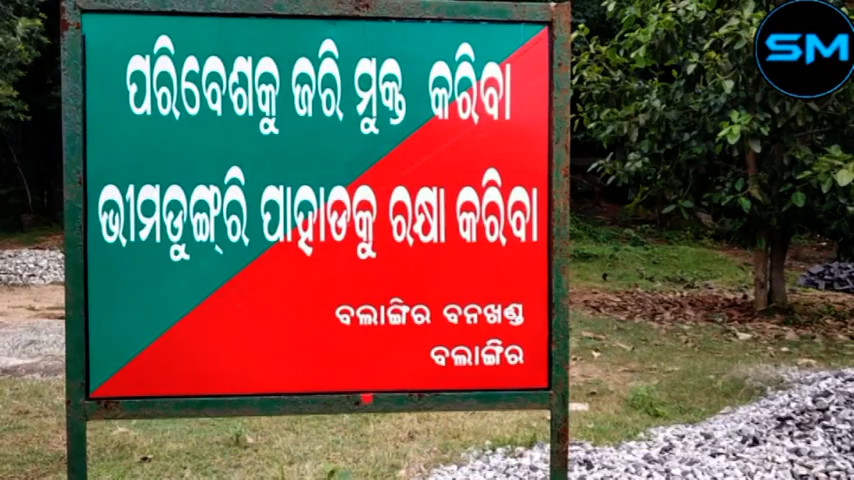 ପରିବେଶକୁ ଜରି ମୁକ୍ତ କରିବା
ଭୀମଡୁଙ୍ଗ୍‌ରି ପାହାଡକୁ ରକ୍ଷା କରିବା
ବଲାଙ୍ଗିର ବନଖଣ୍ଡ
ବଲାଙ୍ଗିର
SM